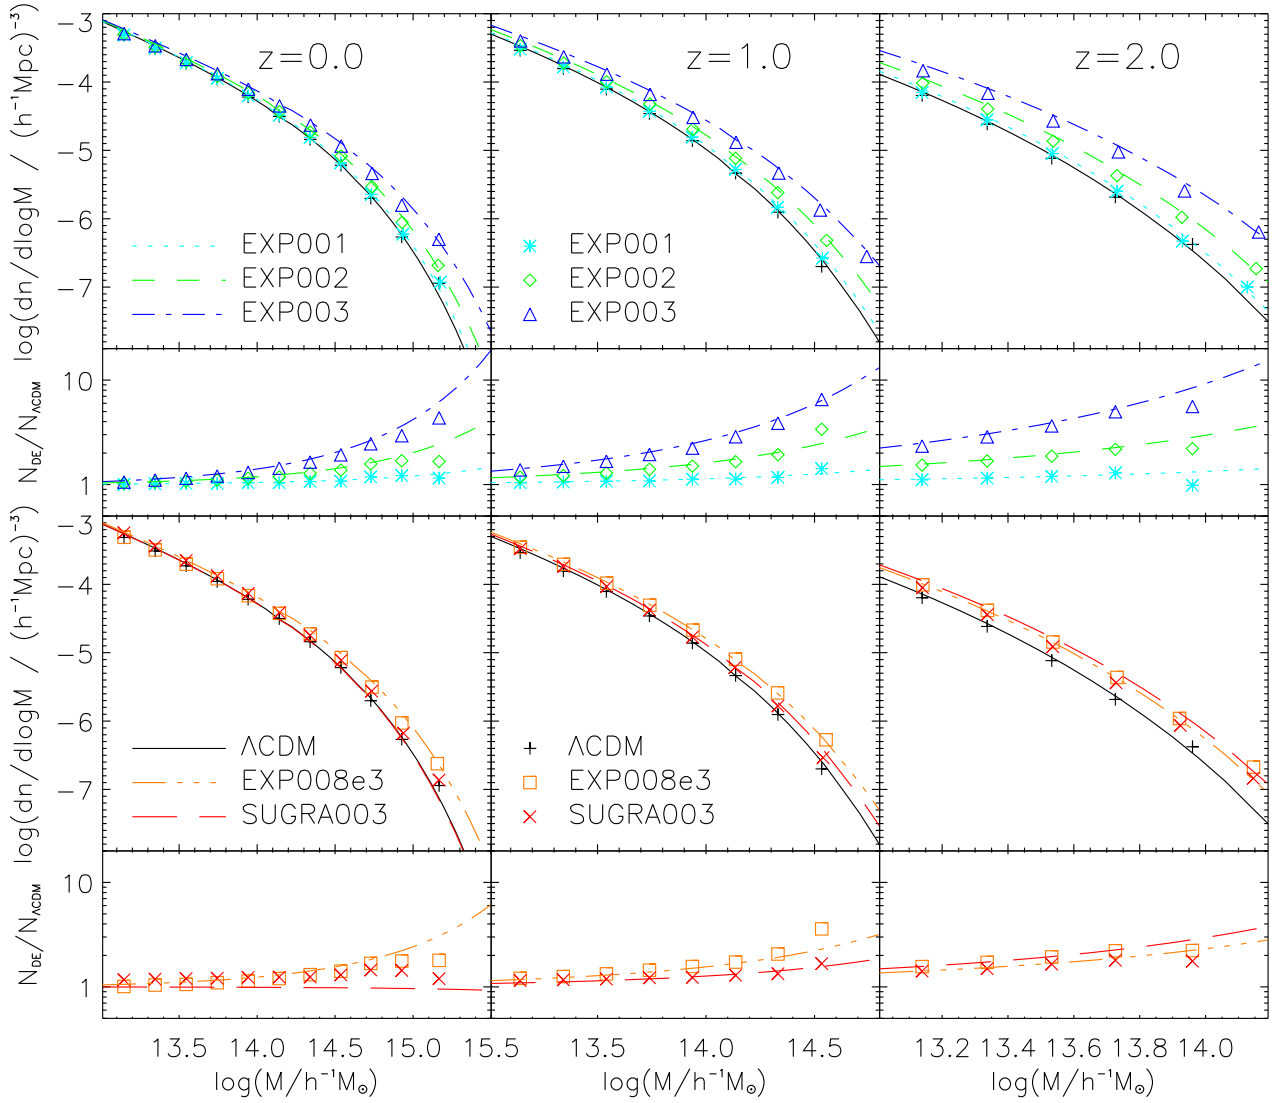 z=0.0 z=1.0 z=2.0
log(dn/dlogM / (h⁻¹Mpc)⁻³)
−3
−4
−5
−6
−7
EXP001 EXP001
EXP002 EXP002
EXP003 EXP003
N_DE/N_ΛCDM
10
1
log(dn/dlogM / (h⁻¹Mpc)⁻³)
−3
−4
−5
−6
−7
ΛCDM ΛCDM
EXP008e3 EXP008e3
SUGRA003 SUGRA003
N_DE/N_ΛCDM
10
1
13.5 14.0 14.5 15.0 15.5 13.5 14.0 14.5 13.2 13.4 13.6 13.8 14.0
log(M/h⁻¹M☉) log(M/h⁻¹M☉) log(M/h⁻¹M☉)